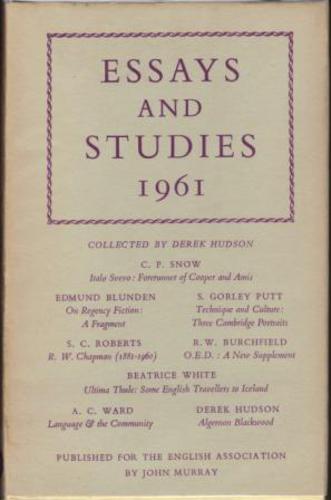 ESSAYS
AND
STUDIES
1961
COLLECTED BY DEREK HUDSON
C. P. SNOW
Italo Svevo: Forerunner of Cooper and Amis
EDMUND BLUNDEN
On Regency Fiction:
A Fragment
S. GORLEY PUTT
Technique and Culture:
Three Cambridge Portraits
S. C. ROBERTS
R. W. Chapman (1881-1960)
R. W. BURCHFIELD
O.E.D.: A New Supplement
BEATRICE WHITE
Ultima Thule: Some English Travellers to Iceland
A. C. WARD
Language & the Community
DEREK HUDSON
Algernon Blackwood
PUBLISHED FOR THE ENGLISH ASSOCIATION
BY JOHN MURRAY